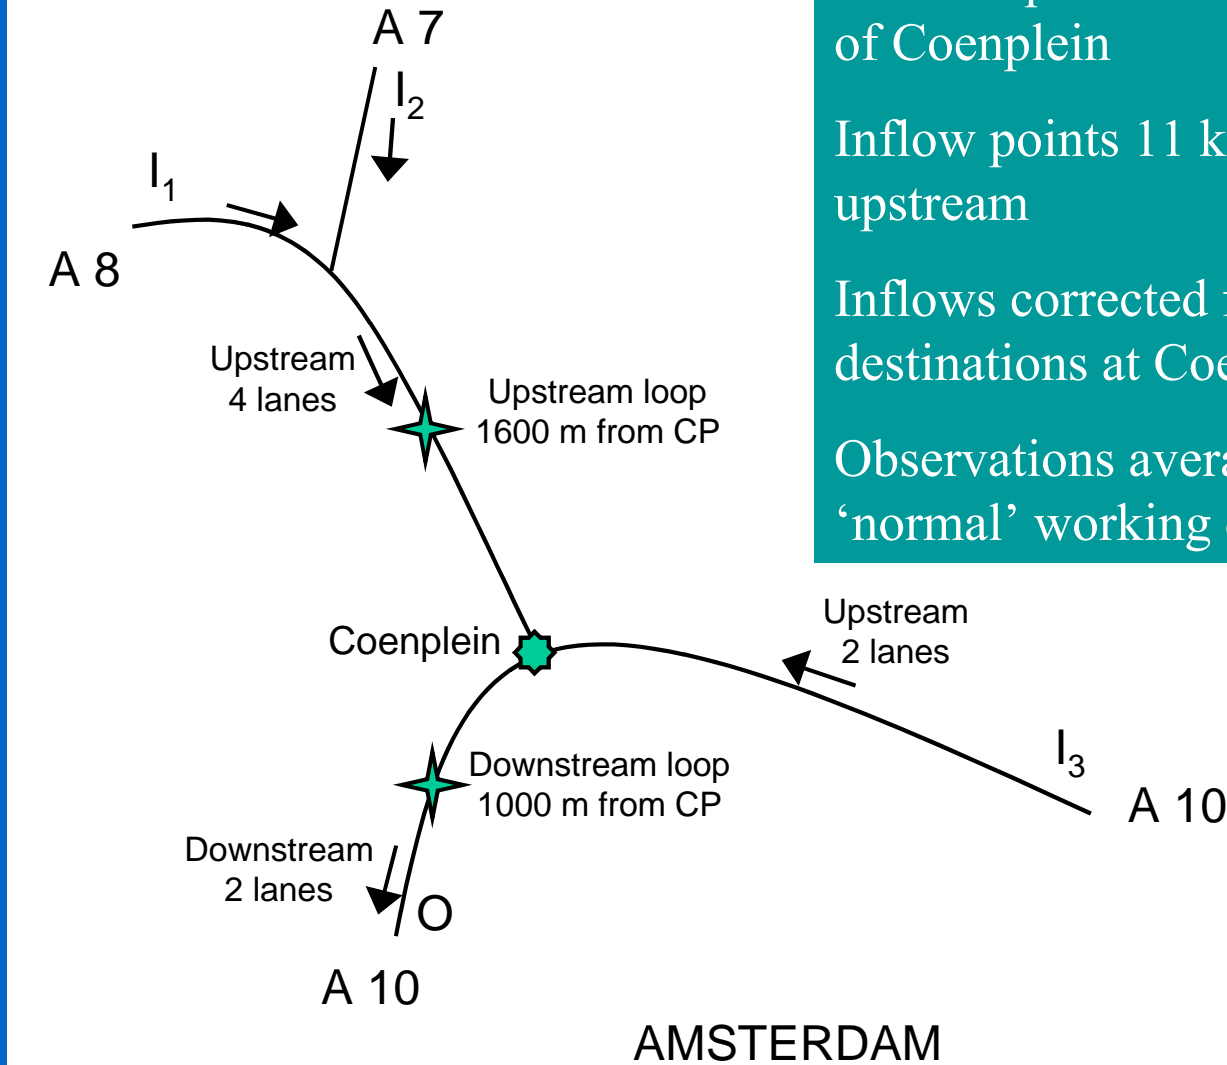 A 7
I2
I1
A 8
of Coenplein
Inflow points 11
upstream
Inflows corrected
destinations at
Observations
‘normal’ working
Upstream
4 lanes
Upstream loop
1600 m from CP
Coenplein
Upstream
2 lanes
I3
A 10
Downstream loop
1000 m from CP
Downstream
2 lanes
O
A 10
AMSTERDAM